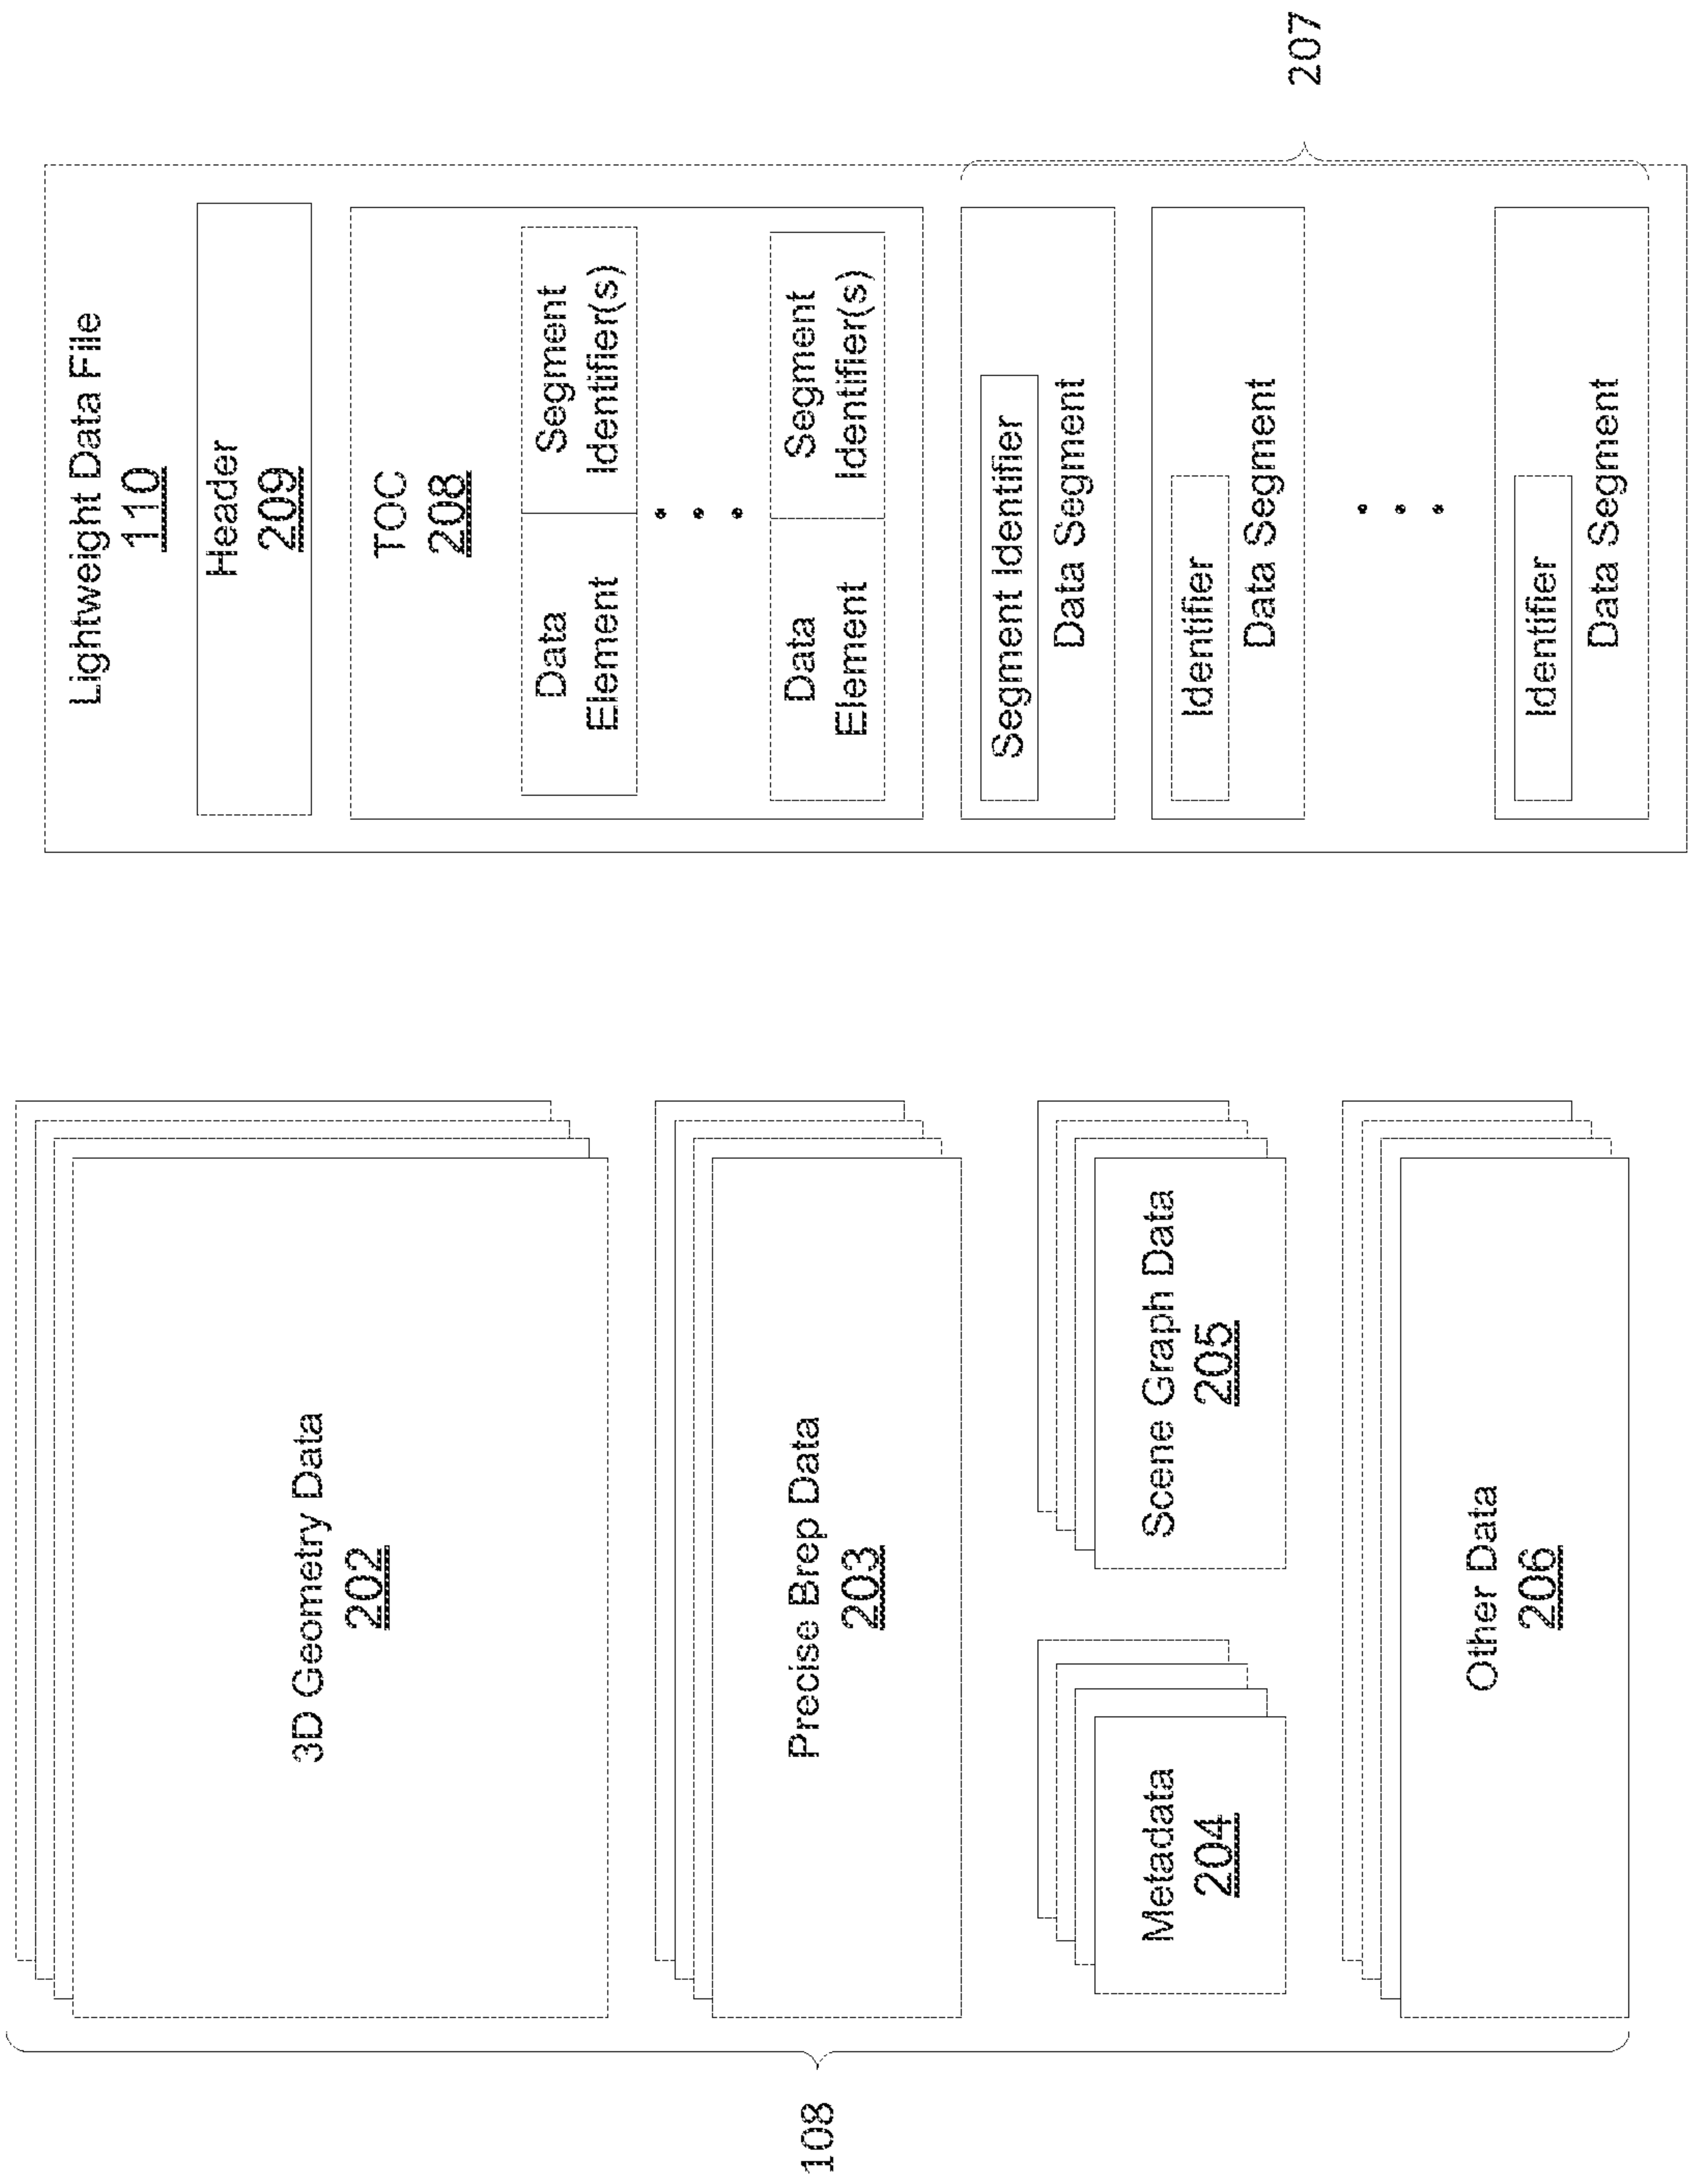 108
3D Geometry Data
202
Precise Brep Data
203
Metadata
204
Scene Graph Data
205
Other Data
206
Lightweight Data File
110
Header
209
TOC
208
Data
Element
Segment
Identifier(s)
Data
Element
Segment
Identifier(s)
Segment Identifier
Data Segment
Identifier
Data Segment
Identifier
Data Segment
207